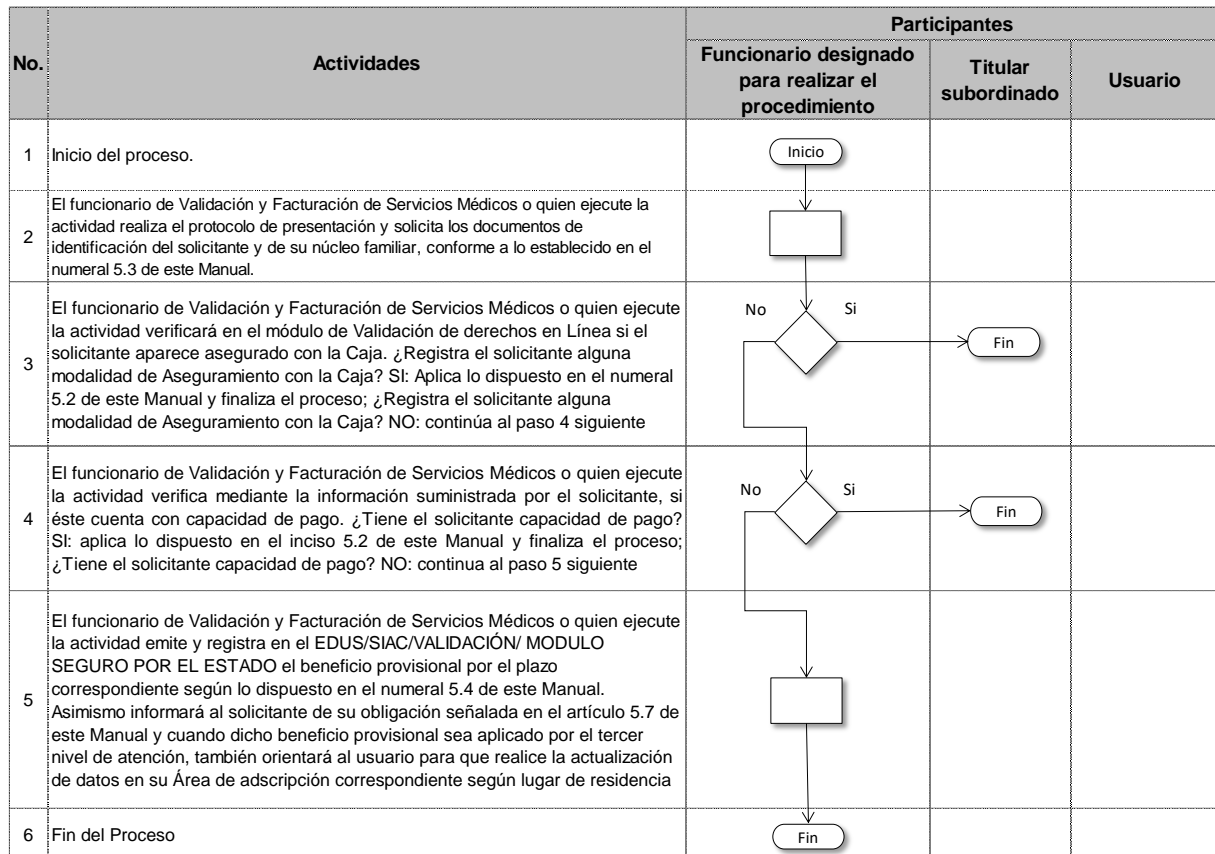 Participantes
No.
Actividades
Funcionario designado
para realizar el
procedimiento
Titular
subordinado
Usuario
1
Inicio del proceso.
Inicio
2
El funcionario de Validación y Facturación de Servicios Médicos o quien ejecute la
actividad realiza el protocolo de presentación y solicita los documentos de
identificación del solicitante y de su núcleo familiar, conforme a lo establecido en el
numeral 5.3 de este Manual.
3
El funcionario de Validación y Facturación de Servicios Médicos o quien ejecute
la actividad verificará en el módulo de Validación de derechos en Línea si el
solicitante aparece asegurado con la Caja. ¿Registra el solicitante alguna
modalidad de Aseguramiento con la Caja? SI: Aplica lo dispuesto en el numeral
5.2 de este Manual y finaliza el proceso; ¿Registra el solicitante alguna
modalidad de Aseguramiento con la Caja? NO: continúa al paso 4 siguiente
No
Si
Fin
4
El funcionario de Validación y Facturación de Servicios Médicos o quien ejecute
la actividad verifica mediante la información suministrada por el solicitante, si
éste cuenta con capacidad de pago. ¿Tiene el solicitante capacidad de pago?
SI: aplica lo dispuesto en el inciso 5.2 de este Manual y finaliza el proceso;
¿Tiene el solicitante capacidad de pago? NO: continua al paso 5 siguiente
No
Si
Fin
5
El funcionario de Validación y Facturación de Servicios Médicos o quien ejecute
la actividad emite y registra en el EDUS/SIAC/VALIDACIÓN/ MODULO
SEGURO POR EL ESTADO el beneficio provisional por el plazo
correspondiente según lo dispuesto en el numeral 5.4 de este Manual.
Asimismo informará al solicitante de su obligación señalada en el artículo 5.7 de
este Manual y cuando dicho beneficio provisional sea aplicado por el tercer
nivel de atención, también orientará al usuario para que realice la actualización
de datos en su Área de adscripción correspondiente según lugar de residencia
6
Fin del Proceso
Fin